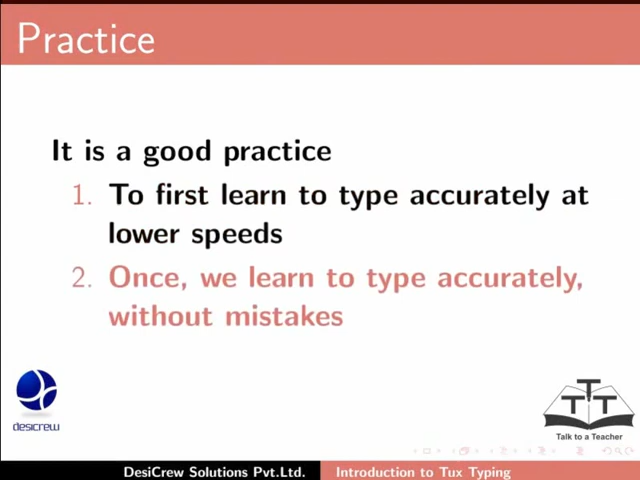 Practice
It is a good practice
1. To first learn to type accurately at
lower speeds
2. Once, we learn to type accurately,
without mistakes
desicrew
T T T
Talk to a Teacher
DesiCrew Solutions Pvt.Ltd. Introduction to Tux Typing